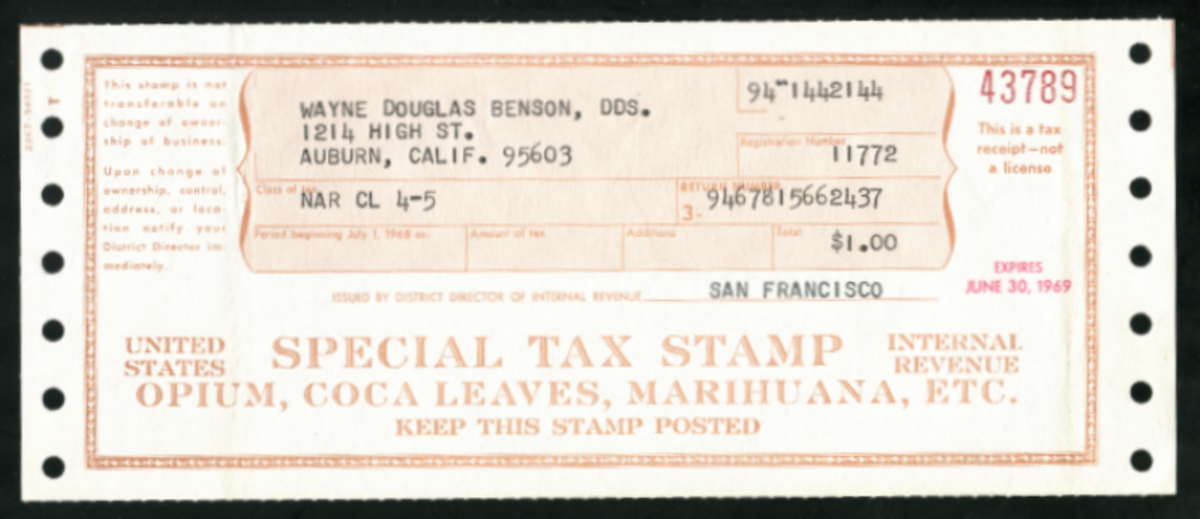 This stamp is not
transferable on
change of owner-
ship of business.
Upon change of
ownership, control,
address, or loca-
tion notify your
District Director im-
mediately.
WAYNE DOUGLAS BENSON, DDS.
1214 HIGH ST.
AUBURN, CALIF. 95603
94-1442144
Registration Number
11772
Class of tax
NAR CL 4-5
RETURN NUMBER
3- 9467815662437
Period beginning July 1, 1968 or.
Amount of tax
Additions
Total
$1.00
43789
This is a tax
receipt—not
a license
EXPIRES
JUNE 30, 1969
ISSUED BY DISTRICT DIRECTOR OF INTERNAL REVENUE SAN FRANCISCO
UNITED STATES SPECIAL TAX STAMP INTERNAL REVENUE
OPIUM, COCA LEAVES, MARIHUANA, ETC.
KEEP THIS STAMP POSTED